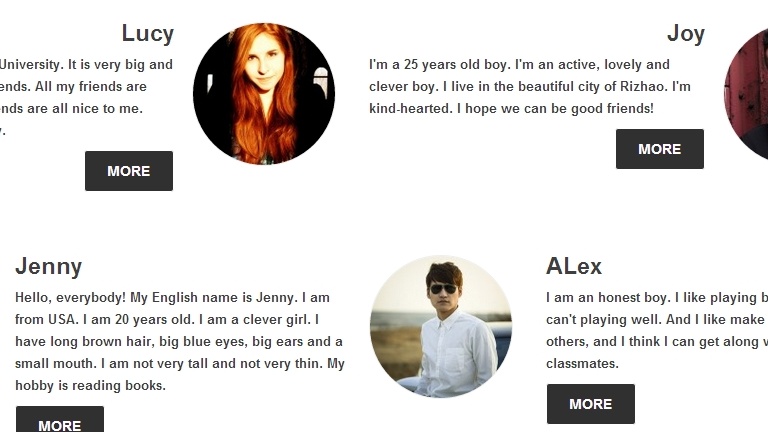 Lucy
University. It is very big and
ends. All my friends are
nds are all nice to me.
MORE
Joy
I'm a 25 years old boy. I'm an active, lovely and
clever boy. I live in the beautiful city of Rizhao. I'm
kind-hearted. I hope we can be good friends!
MORE
Jenny
Hello, everybody! My English name is Jenny. I am
from USA. I am 20 years old. I am a clever girl. I
have long brown hair, big blue eyes, big ears and a
small mouth. I am not very tall and not very thin. My
hobby is reading books.
MORE
ALex
I am an honest boy. I like playing b
can't playing well. And I like make
others, and I think I can get along
classmates.
MORE